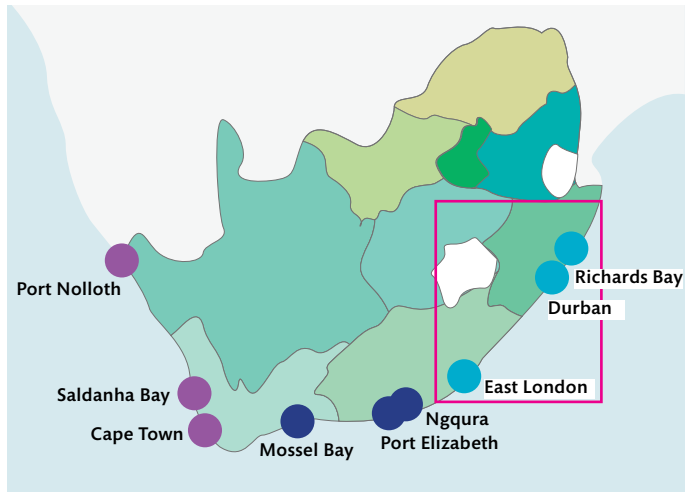 Port Nolloth
Richards Bay
Durban
Saldanha Bay
East London
Cape Town
Ngqura
Mossel Bay
Port Elizabeth